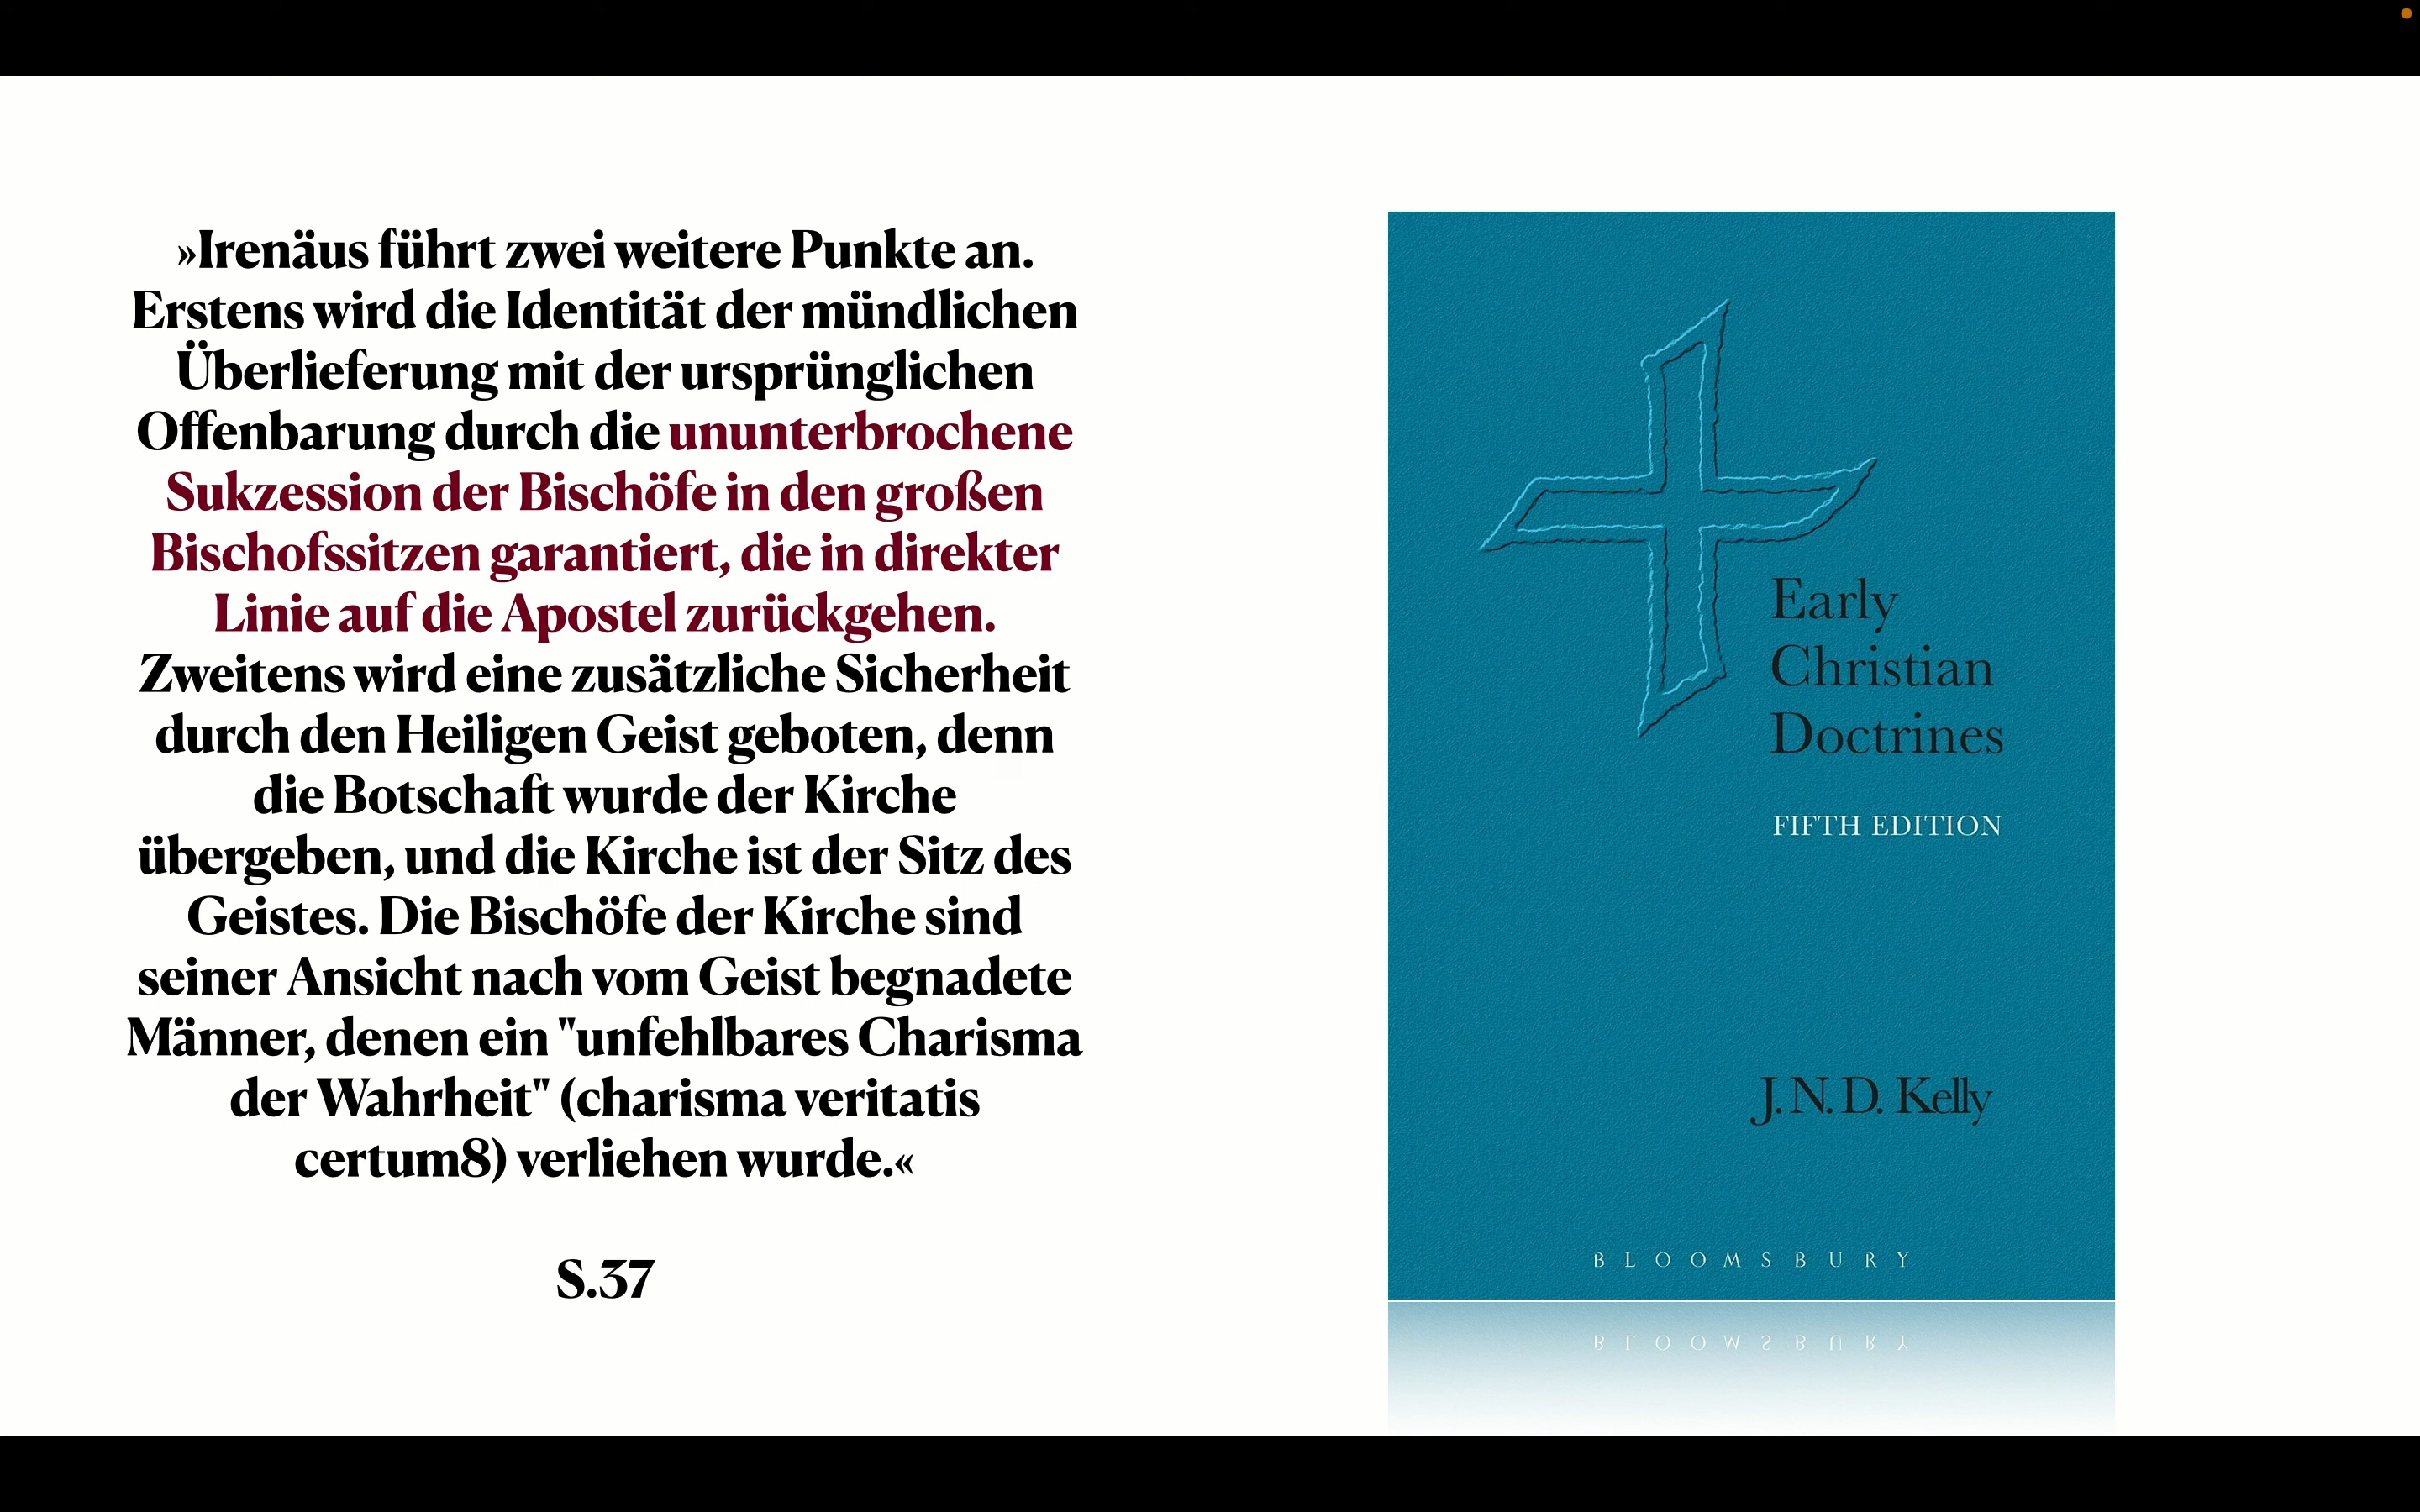 »Irenäus führt zwei weitere Punkte an.
Erstens wird die Identität der mündlichen
Überlieferung mit der ursprünglichen
Offenbarung durch die ununterbrochene
Sukzession der Bischöfe in den großen
Bischofssitzen garantiert, die in direkter
Linie auf die Apostel zurückgehen.
Zweitens wird eine zusätzliche Sicherheit
durch den Heiligen Geist geboten, denn
die Botschaft wurde der Kirche
übergeben, und die Kirche ist der Sitz des
Geistes. Die Bischöfe der Kirche sind
seiner Ansicht nach vom Geist begnadete
Männer, denen ein "unfehlbares Charisma
der Wahrheit" (charisma veritatis
certum8) verliehen wurde.«
S.37
Early
Christian
Doctrines
FIFTH EDITION
J. N. D. Kelly
BLOOMSBURY